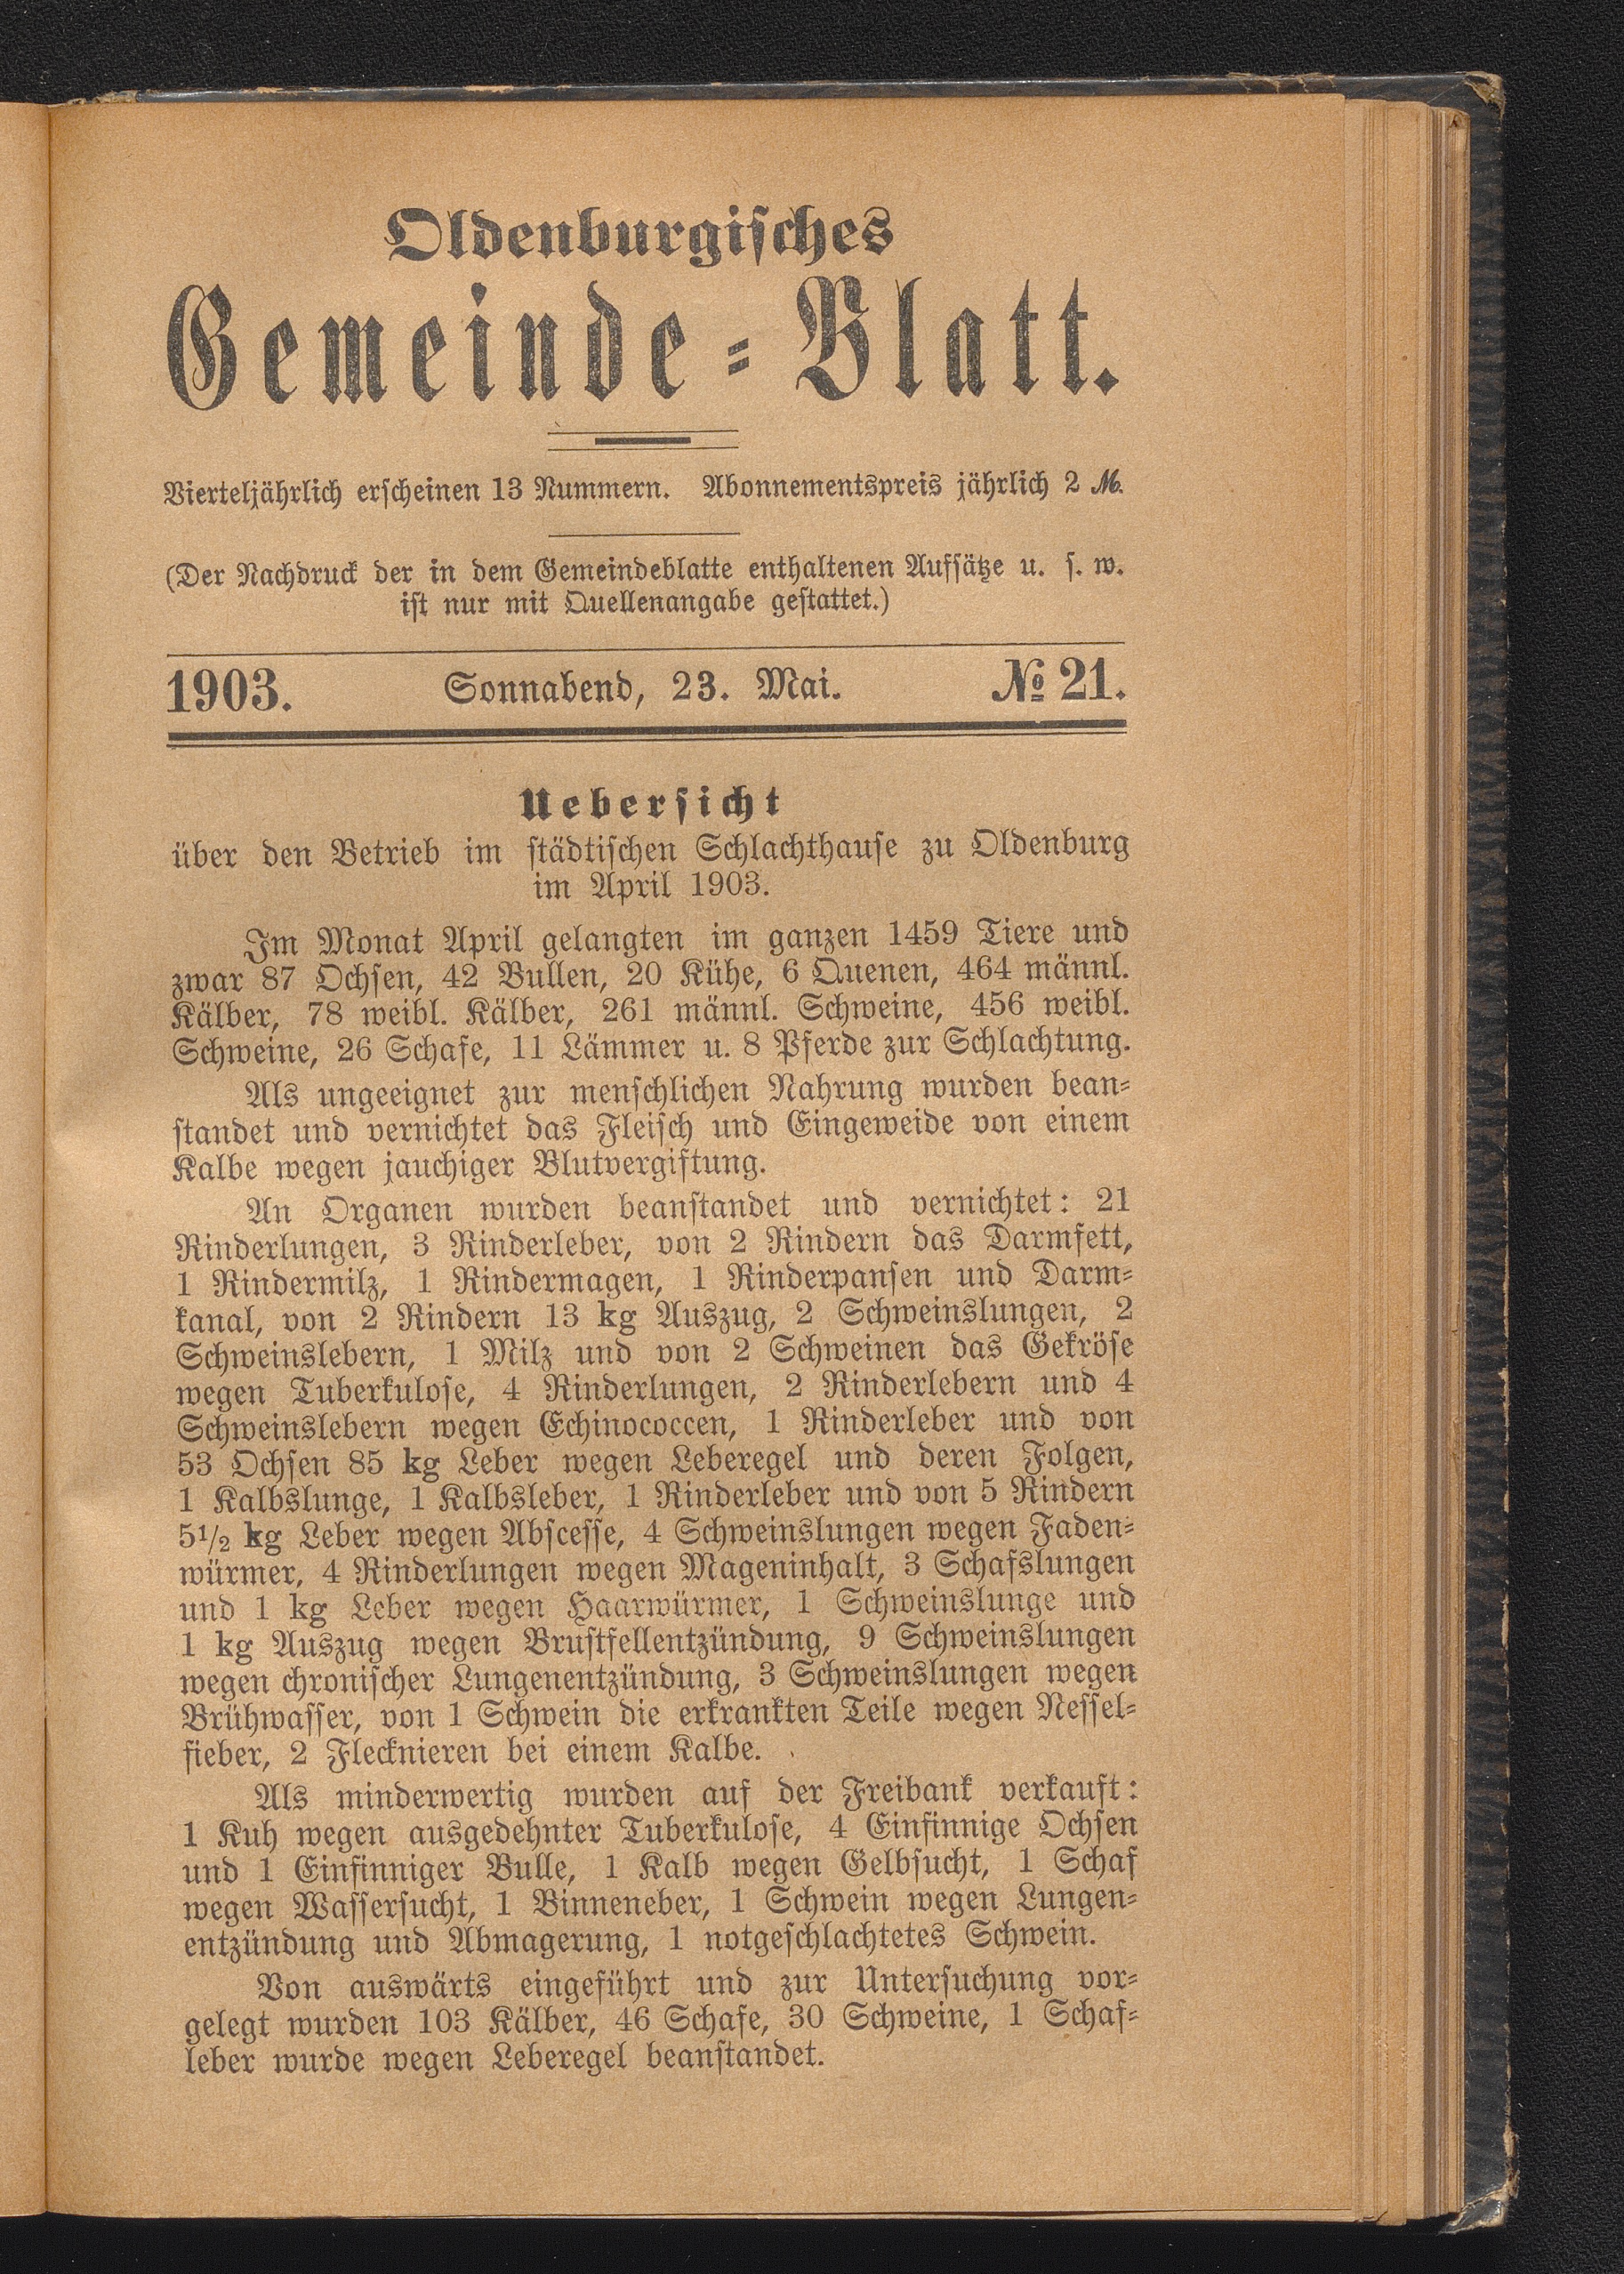 Oldenburgisches
Gemeinde-Blatt.
Vierteljährlich erscheinen 13 Nummern. Abonnementspreis jährlich 2 ℳ.
(Der Nachdruck der in dem Gemeindeblatte enthaltenen Aufsätze u. s. w.
ist nur mit Quellenangabe gestattet.)
1903. Sonnabend, 23. Mai. № 21.
Uebersicht
über den Betrieb im städtischen Schlachthause zu Oldenburg
im April 1903.
Im Monat April gelangten im ganzen 1459 Tiere und
zwar 87 Ochsen, 42 Bullen, 20 Kühe, 6 Quenen, 464 männl.
Kälber, 78 weibl. Kälber, 261 männl. Schweine, 456 weibl.
Schweine, 26 Schafe, 11 Lämmer u. 8 Pferde zur Schlachtung.
Als ungeeignet zur menschlichen Nahrung wurden bean-
standet und vernichtet das Fleisch und Eingeweide von einem
Kalbe wegen jauchiger Blutvergiftung.
An Organen wurden beanstandet und vernichtet: 21
Rinderlungen, 3 Rinderleber, von 2 Rindern das Darmfett,
1 Rindermilz, 1 Rindermagen, 1 Rinderpansen und Darm-
kanal, von 2 Rindern 13 kg Auszug, 2 Schweinslungen, 2
Schweinslebern, 1 Milz und von 2 Schweinen das Gekröse
wegen Tuberkulose, 4 Rinderlungen, 2 Rinderlebern und 4
Schweinslebern wegen Echinococcen, 1 Rinderleber und von
53 Ochsen 85 kg Leber wegen Leberegel und deren Folgen,
1 Kalbslunge, 1 Kalbsleber, 1 Rinderleber und von 5 Rindern
5½ kg Leber wegen Abscesse, 4 Schweinslungen wegen Faden-
würmer, 4 Rinderlungen wegen Mageninhalt, 3 Schafslungen
und 1 kg Leber wegen Haarwürmer, 1 Schweinslunge und
1 kg Auszug wegen Brustfellentzündung, 9 Schweinslungen
wegen chronischer Lungenentzündung, 3 Schweinslungen wegen
Brühwasser, von 1 Schwein die erkrankten Teile wegen Nessel-
fieber, 2 Flecknieren bei einem Kalbe.
Als minderwertig wurden auf der Freibank verkauft:
1 Kuh wegen ausgedehnter Tuberkulose, 4 Einfinnige Ochsen
und 1 Einfinniger Bulle, 1 Kalb wegen Gelbsucht, 1 Schaf
wegen Wassersucht, 1 Binneneber, 1 Schwein wegen Lungen-
entzündung und Abmagerung, 1 notgeschlachtetes Schwein.
Von auswärts eingeführt und zur Untersuchung vor-
gelegt wurden 103 Kälber, 46 Schafe, 30 Schweine, 1 Schaf-
leber wurde wegen Leberegel beanstandet.